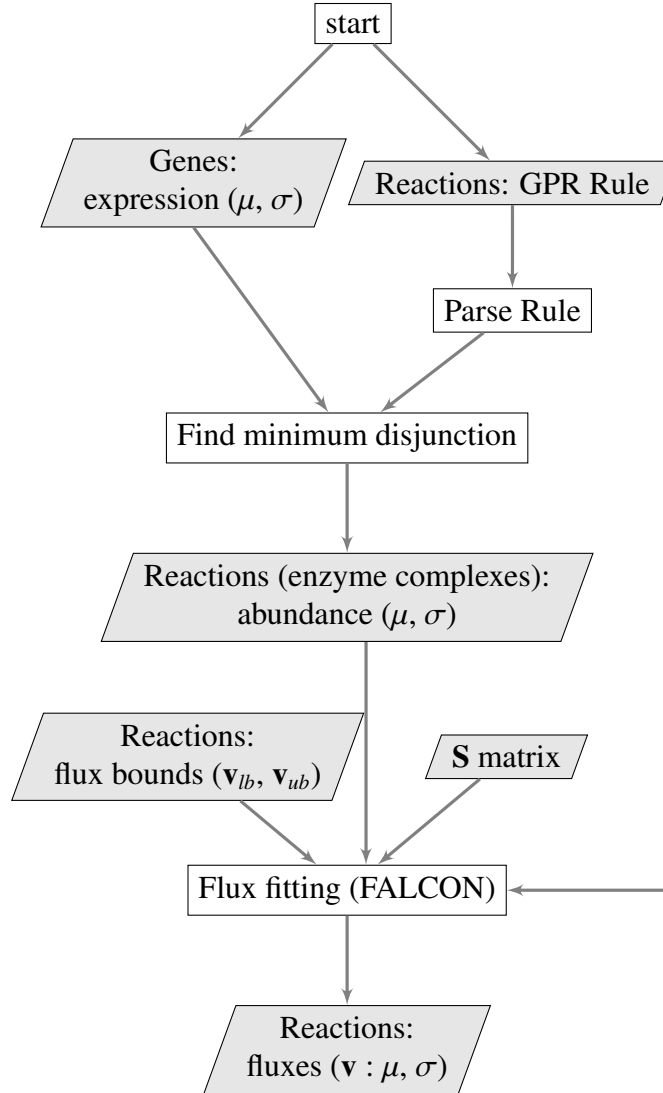 start
Genes:
expression (μ, σ)
Reactions: GPR Rule
Parse Rule
Find minimum disjunction
Reactions (enzyme complexes):
abundance (μ, σ)
Reactions:
flux bounds (v_lb, v_ub)
S matrix
Flux fitting (FALCON)
Reactions:
fluxes (v : μ, σ)